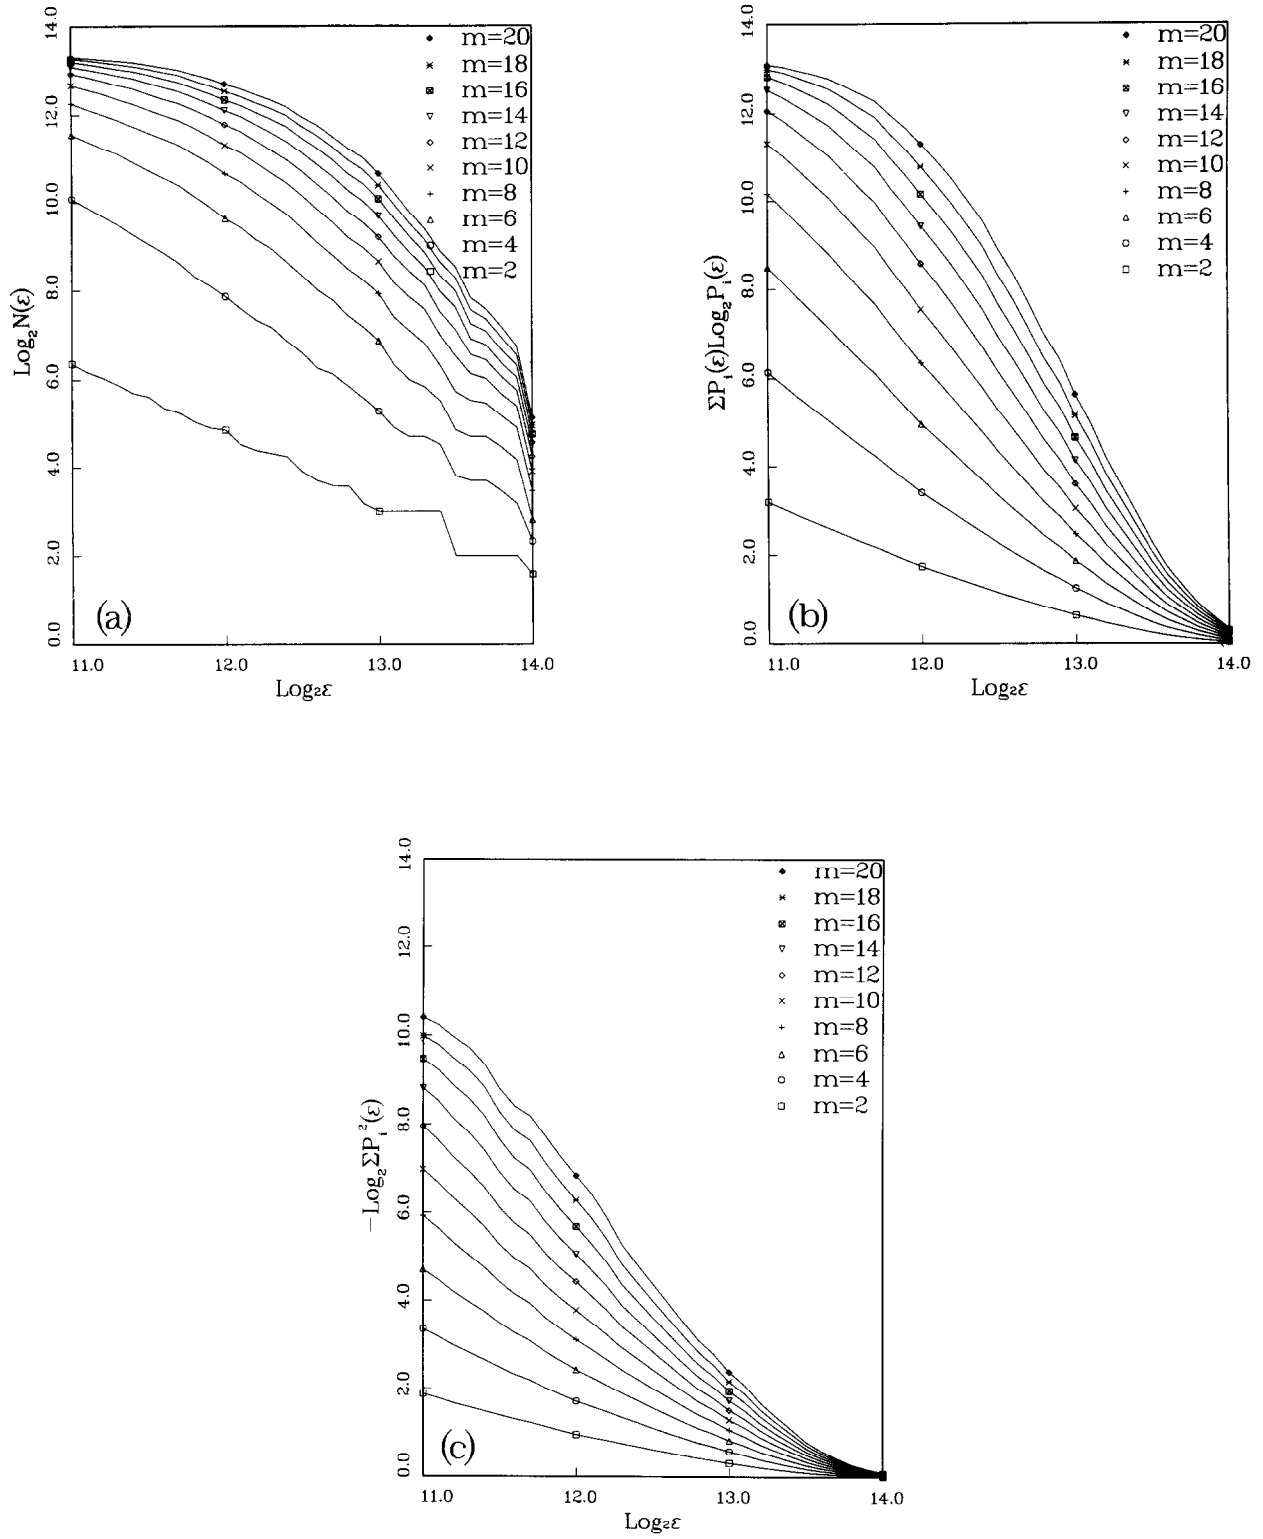 Log₂N(ε)
14.0
12.0
10.0
8.0
6.0
4.0
2.0
0.0
m=20
m=18
m=16
m=14
m=12
m=10
m=8
m=6
m=4
m=2
(a)
11.0 12.0 13.0 14.0
Log₂ε
ΣPᵢ(ε)Log₂Pᵢ(ε)
14.0
12.0
10.0
8.0
6.0
4.0
2.0
0.0
m=20
m=18
m=16
m=14
m=12
m=10
m=8
m=6
m=4
m=2
(b)
11.0 12.0 13.0 14.0
Log₂ε
−Log₂ΣPᵢ²(ε)
14.0
12.0
10.0
8.0
6.0
4.0
2.0
0.0
m=20
m=18
m=16
m=14
m=12
m=10
m=8
m=6
m=4
m=2
(c)
11.0 12.0 13.0 14.0
Log₂ε